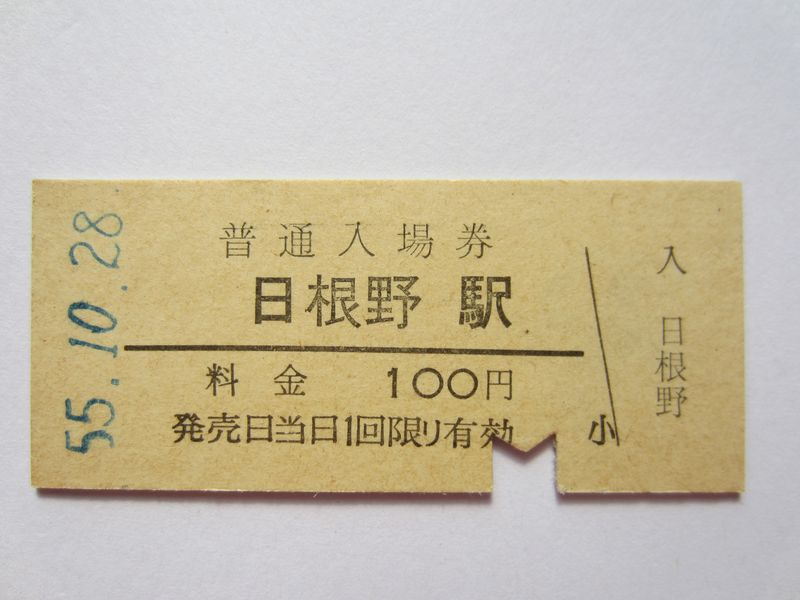 55.10.28
普通入場券
日根野 駅
料金 100円
発売日当日1回限り有効
小
入 日根野